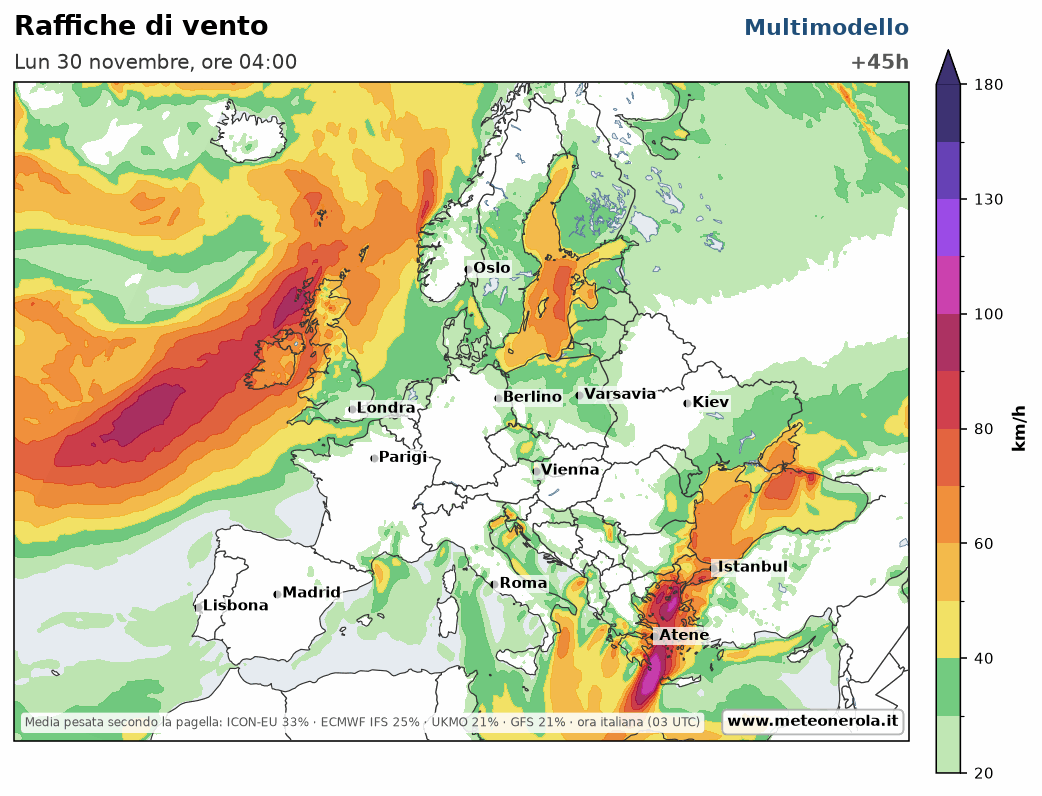 Raffiche di vento
Multimodello
Lun 30 novembre, ore 04:00
+45h
180
130
100
80
60
40
20
km/h
Oslo
Berlino
Varsavia
Kiev
Londra
Parigi
Vienna
Istanbul
Roma
Madrid
Lisbona
Atene
Media pesata secondo la pagella: ICON-EU 33% · ECMWF IFS 25% · UKMO 21% · GFS 21% · ora italiana (03 UTC)
www.meteonerola.it